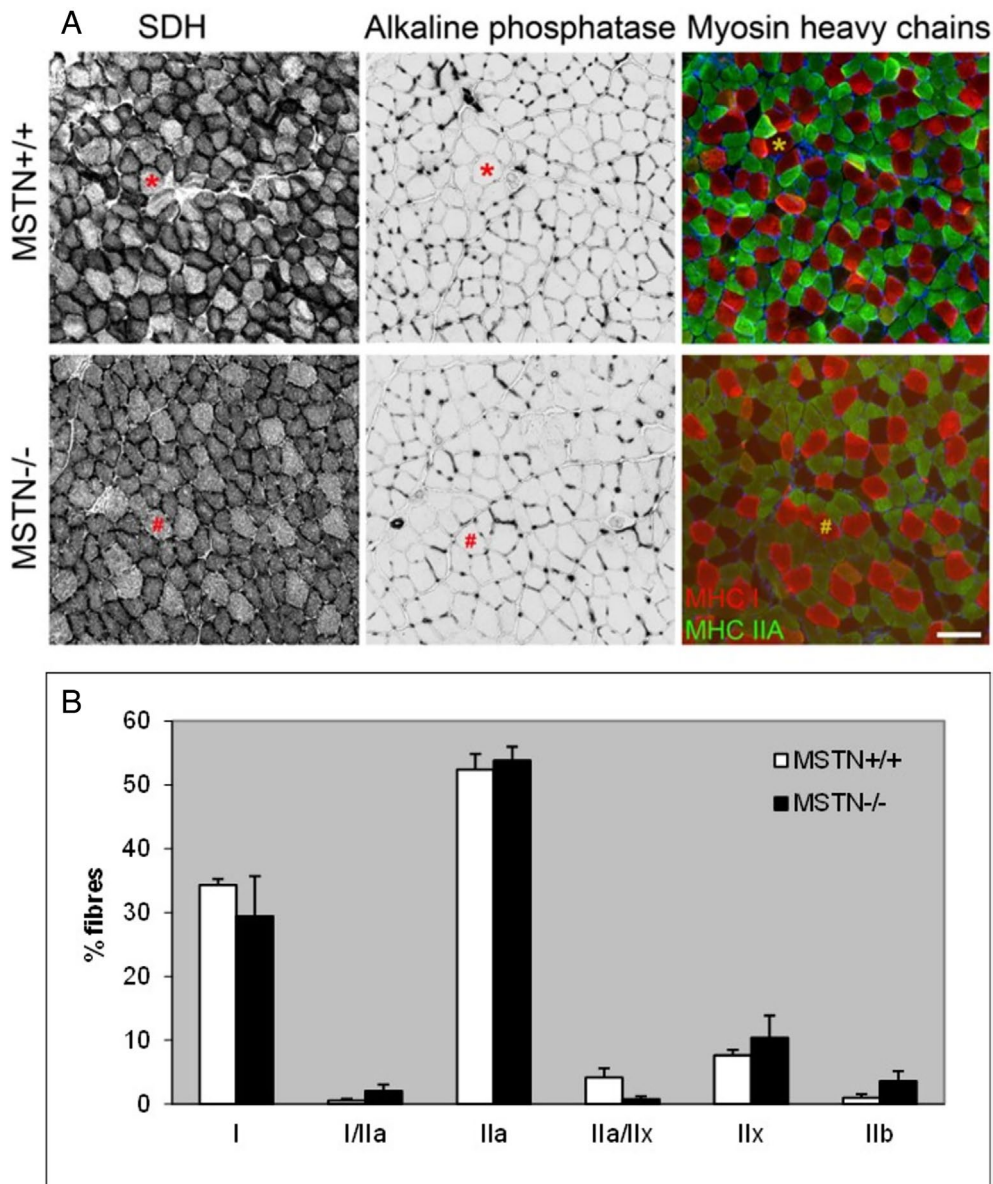 A
SDH
Alkaline phosphatase
Myosin heavy chains
MSTN+/+
*
*
*
MSTN-/-
#
#
#
MHC I
MHC IIA
B
60
50
40
30
20
10
0
% fibres
MSTN+/+
MSTN-/-
I
I/IIa
IIa
IIa/IIx
IIx
IIb